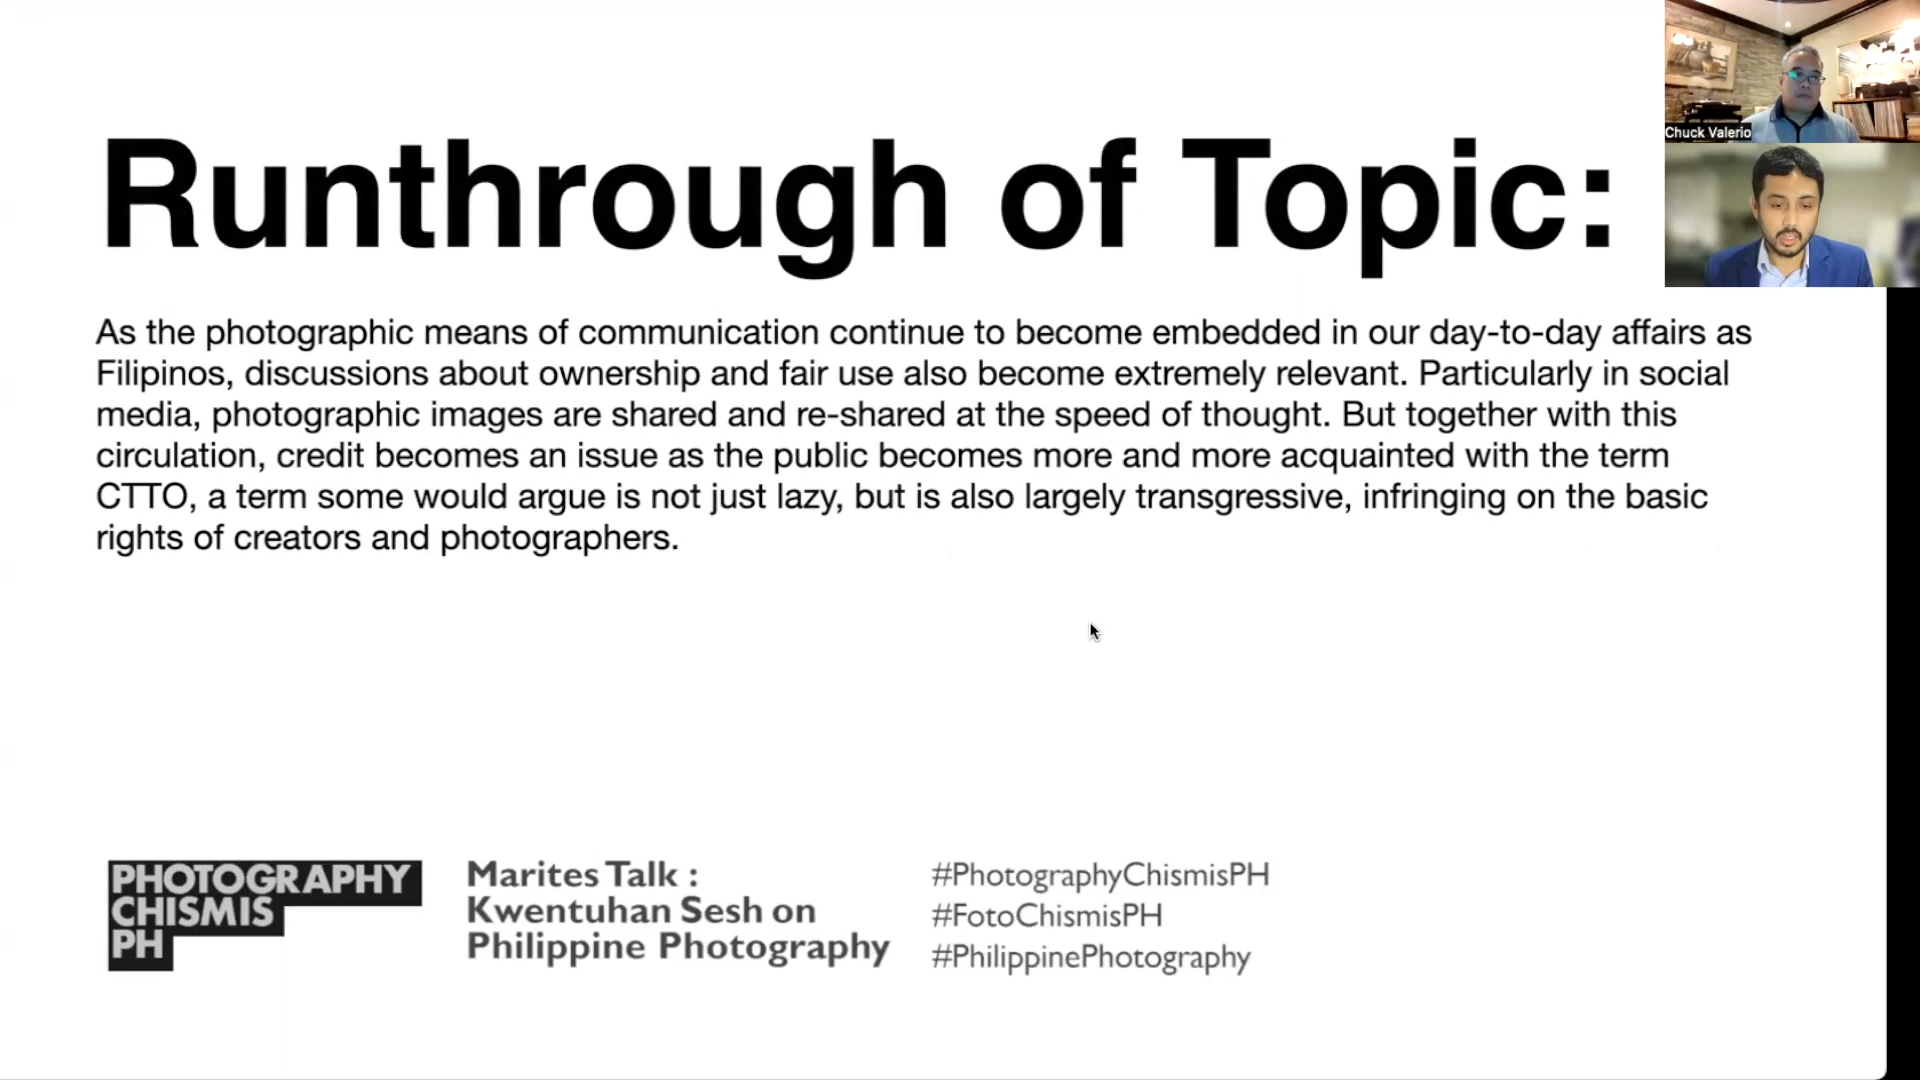 Runthrough of Topic:
As the photographic means of communication continue to become embedded in our day-to-day affairs as
Filipinos, discussions about ownership and fair use also become extremely relevant. Particularly in social
media, photographic images are shared and re-shared at the speed of thought. But together with this
circulation, credit becomes an issue as the public becomes more and more acquainted with the term
CTTO, a term some would argue is not just lazy, but is also largely transgressive, infringing on the basic
rights of creators and photographers.
PHOTOGRAPHY
CHISMIS
PH
Marites Talk :
Kwentuhan Sesh on
Philippine Photography
#PhotographyChismisPH
#FotoChismisPH
#PhilippinePhotography
Chuck Valerio